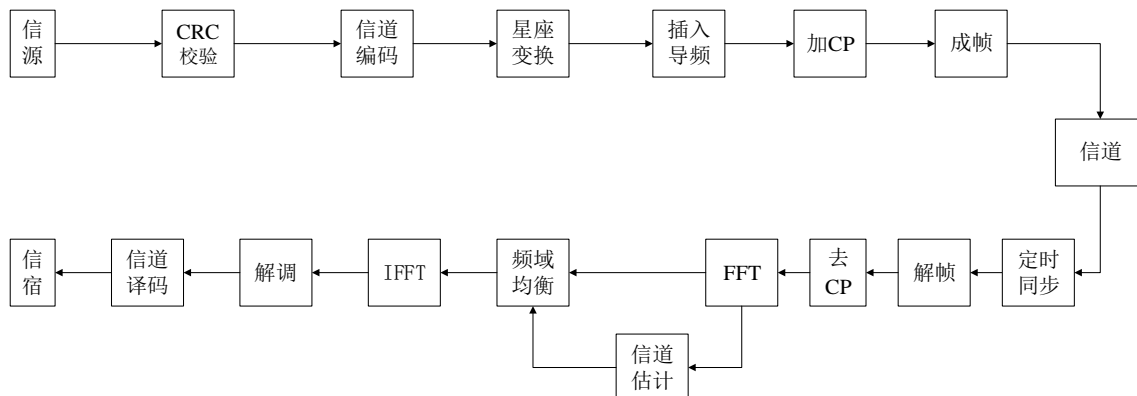 信
源
CRC
校验
信道
编码
星座
变换
插入
导频
加CP
成帧
信道
信
宿
信道
译码
解调
IFFT
频域
均衡
FFT
去
CP
解帧
定时
同步
信道
估计